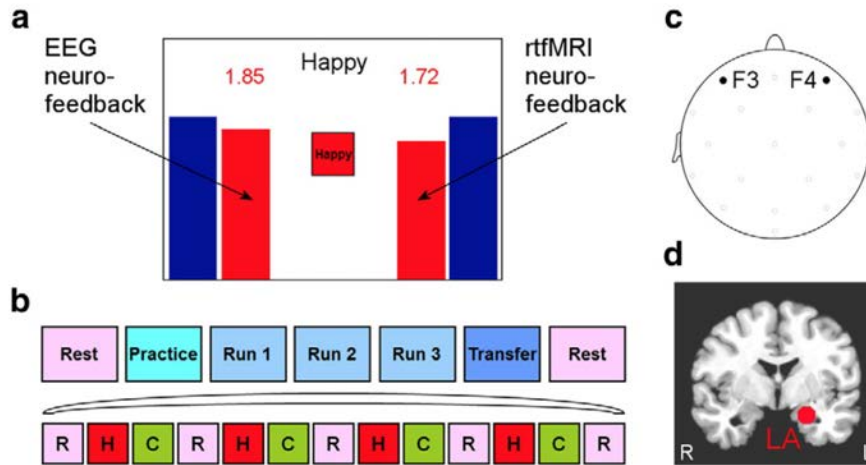 a
EEG
neuro-
feedback
Happy
1.85
1.72
Happy
rtfMRI
neuro-
feedback
b
Rest Practice Run 1 Run 2 Run 3 Transfer Rest
R H C R H C R H C R H C R
c
F3 F4
d
LA
R